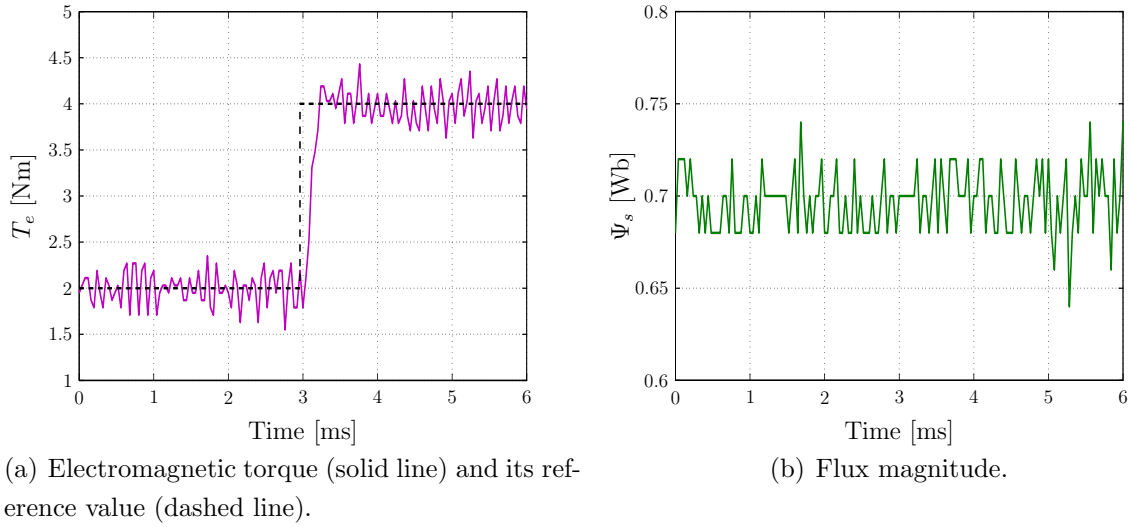 5
4.5
4
3.5
3
2.5
2
1.5
1
0 1 2 3 4 5 6
T_e [Nm]
Time [ms]
(a) Electromagnetic torque (solid line) and its ref-
erence value (dashed line).
0.8
0.75
0.7
0.65
0.6
0 1 2 3 4 5 6
Ψ_s [Wb]
Time [ms]
(b) Flux magnitude.